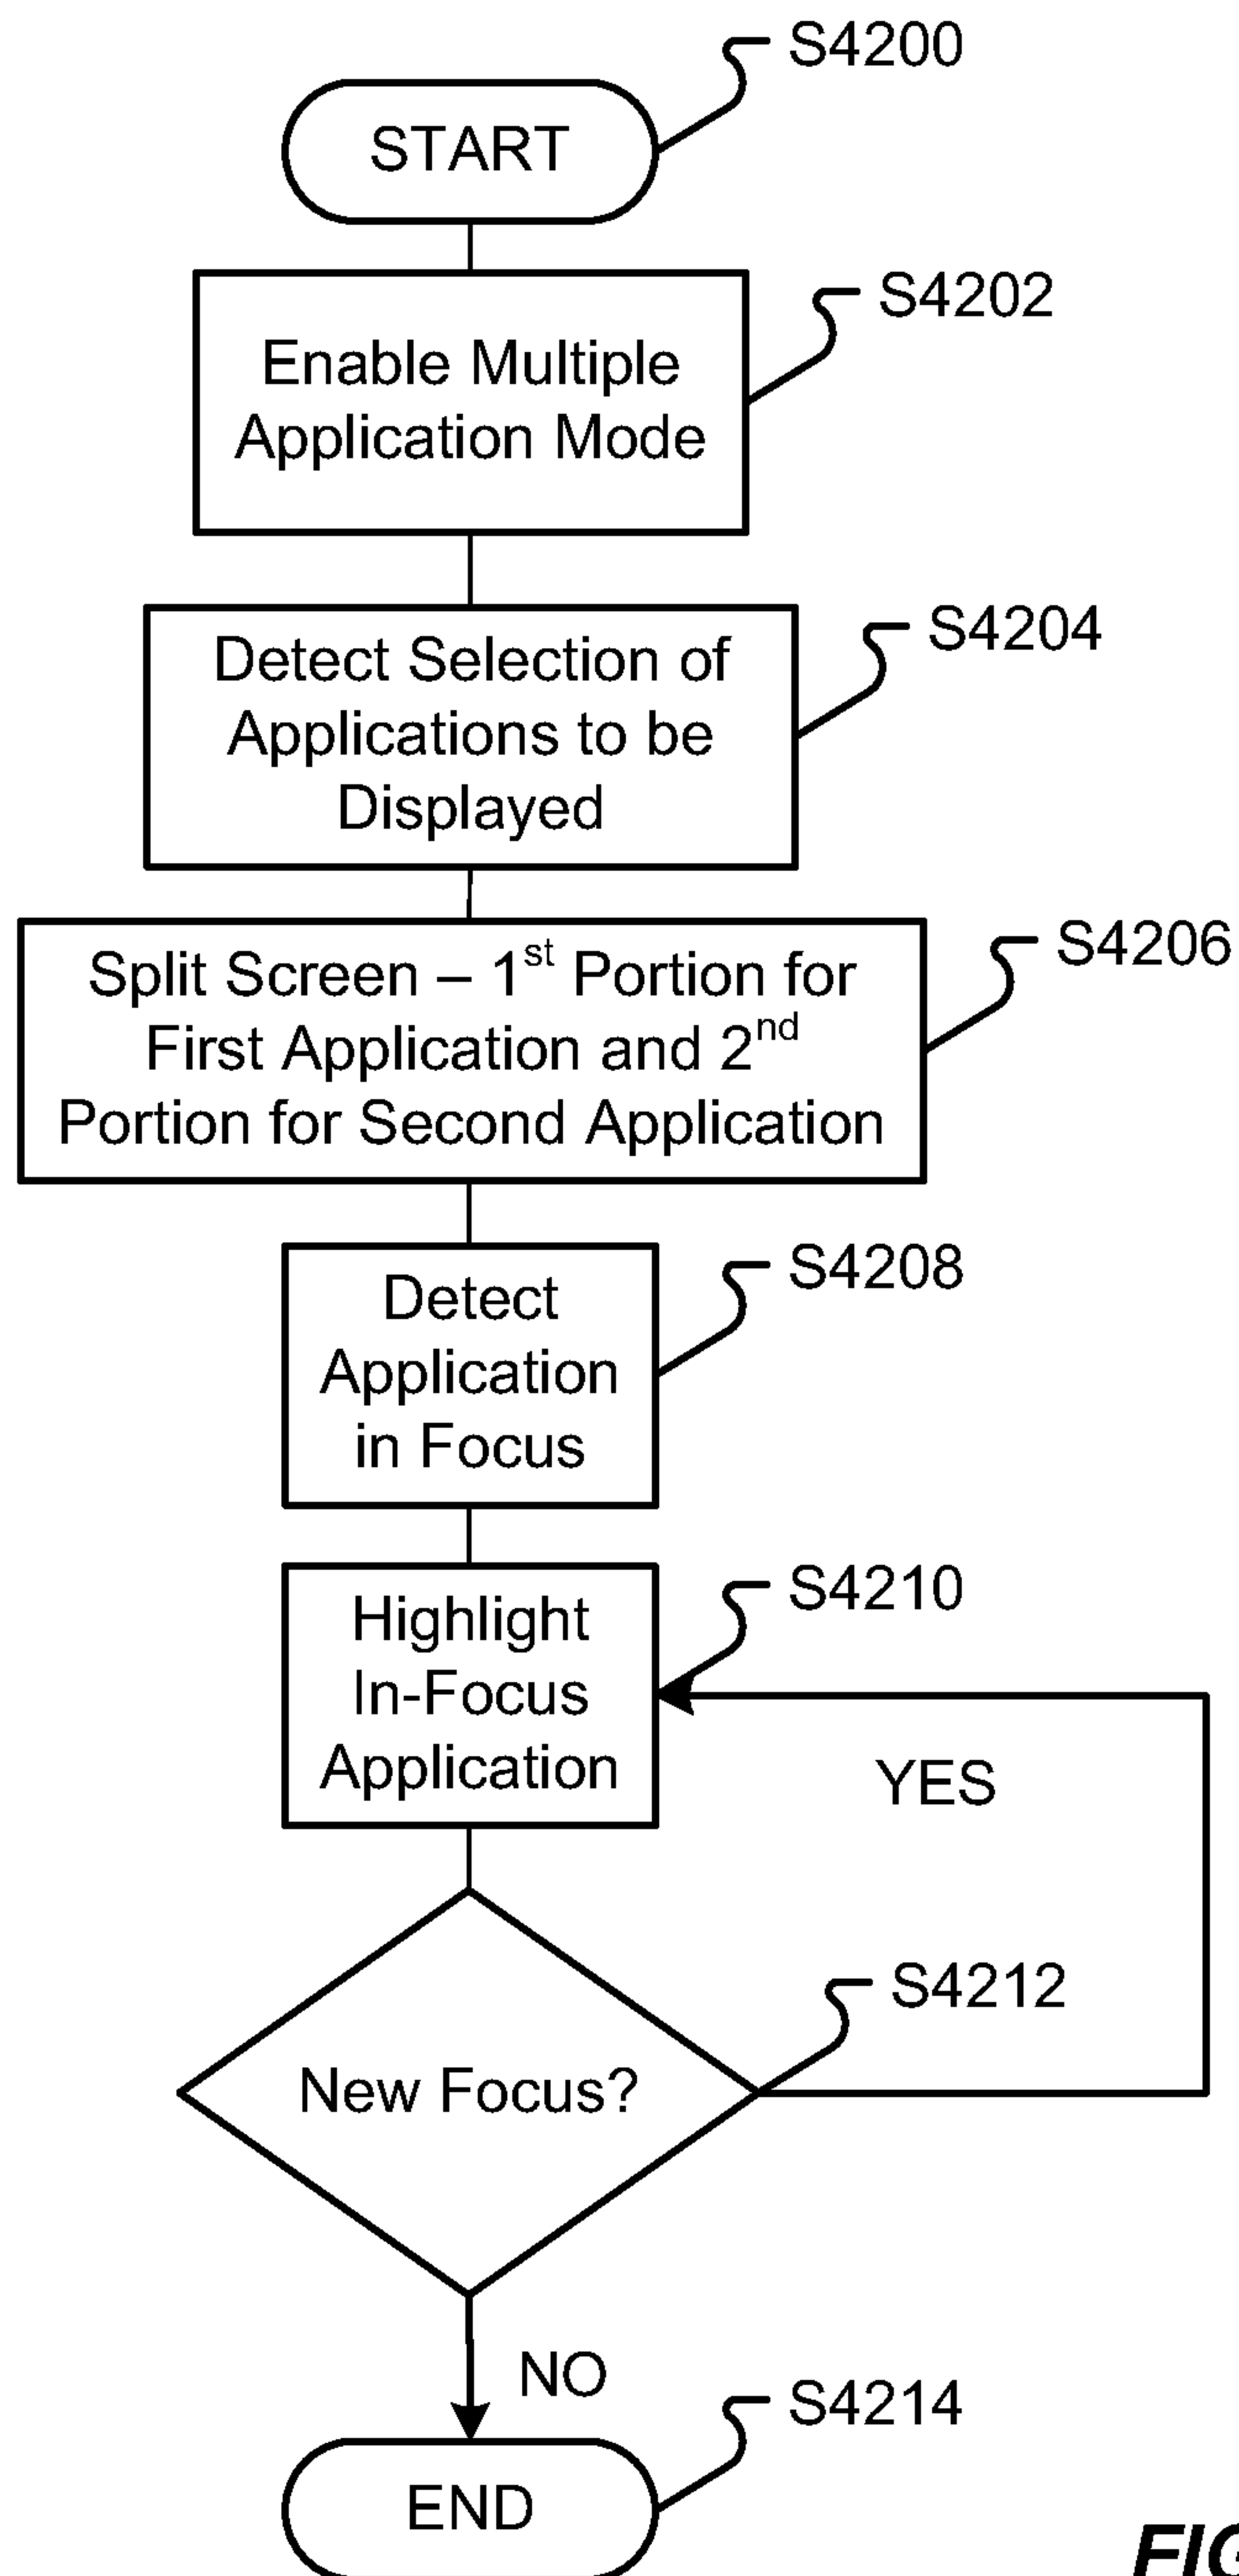 S4200
START
S4202
Enable Multiple
Application Mode
S4204
Detect Selection of
Applications to be
Displayed
S4206
Split Screen – 1st Portion for
First Application and 2nd
Portion for Second Application
S4208
Detect
Application
in Focus
S4210
Highlight
In-Focus
Application
YES
S4212
New Focus?
NO
S4214
END